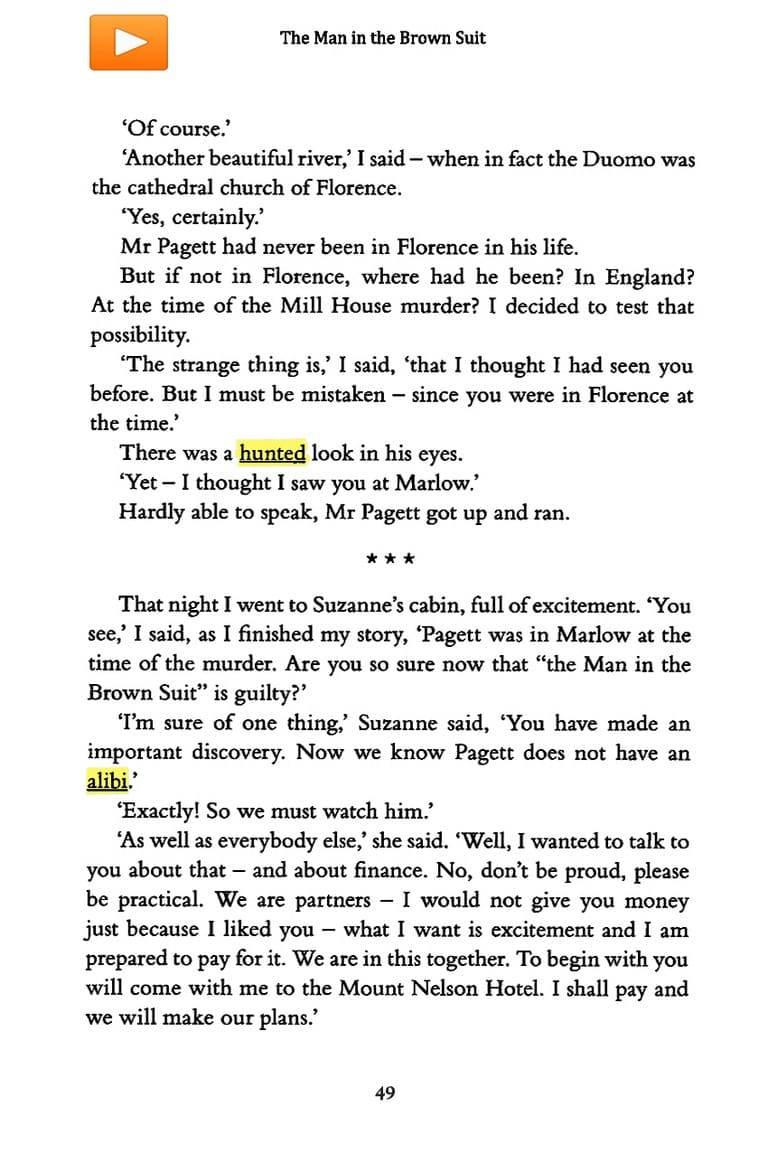 The Man in the Brown Suit
‘Of course.’
‘Another beautiful river,’ I said – when in fact the Duomo was
the cathedral church of Florence.
‘Yes, certainly.’
Mr Pagett had never been in Florence in his life.
But if not in Florence, where had he been? In England?
At the time of the Mill House murder? I decided to test that
possibility.
‘The strange thing is,’ I said, ‘that I thought I had seen you
before. But I must be mistaken – since you were in Florence at
the time.’
There was a hunted look in his eyes.
‘Yet – I thought I saw you at Marlow.’
Hardly able to speak, Mr Pagett got up and ran.
★ ★ ★
That night I went to Suzanne’s cabin, full of excitement. ‘You
see,’ I said, as I finished my story, ‘Pagett was in Marlow at the
time of the murder. Are you so sure now that “the Man in the
Brown Suit” is guilty?’
‘I’m sure of one thing,’ Suzanne said, ‘You have made an
important discovery. Now we know Pagett does not have an
alibi.’
‘Exactly! So we must watch him.’
‘As well as everybody else,’ she said. ‘Well, I wanted to talk to
you about that – and about finance. No, don’t be proud, please
be practical. We are partners – I would not give you money
just because I liked you – what I want is excitement and I am
prepared to pay for it. We are in this together. To begin with you
will come with me to the Mount Nelson Hotel. I shall pay and
we will make our plans.’
49